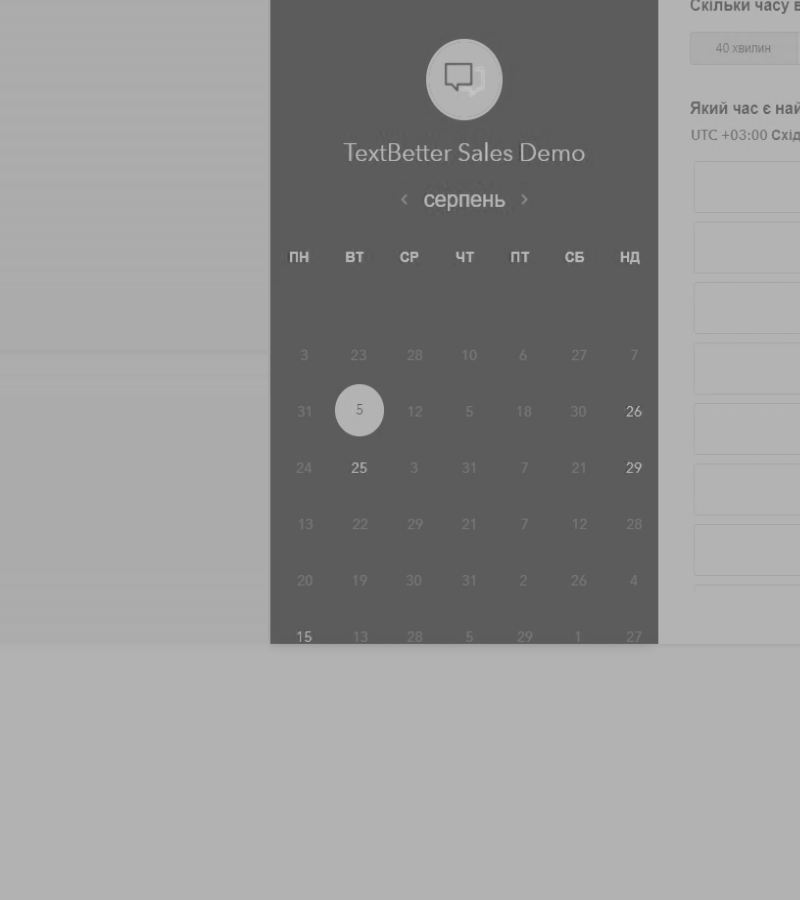 TextBetter Sales Demo
‹ серпень ›
ПН ВТ СР ЧТ ПТ СБ НД
3 23 28 10 6 27 7
31 5 12 5 18 30 26
24 25 3 31 7 21 29
13 22 29 21 7 12 28
20 19 30 31 2 26 4
15 13 28 5 29 1 27
Скільки часу в
40 хвилин
Який час є най
UTC +03:00 Схід